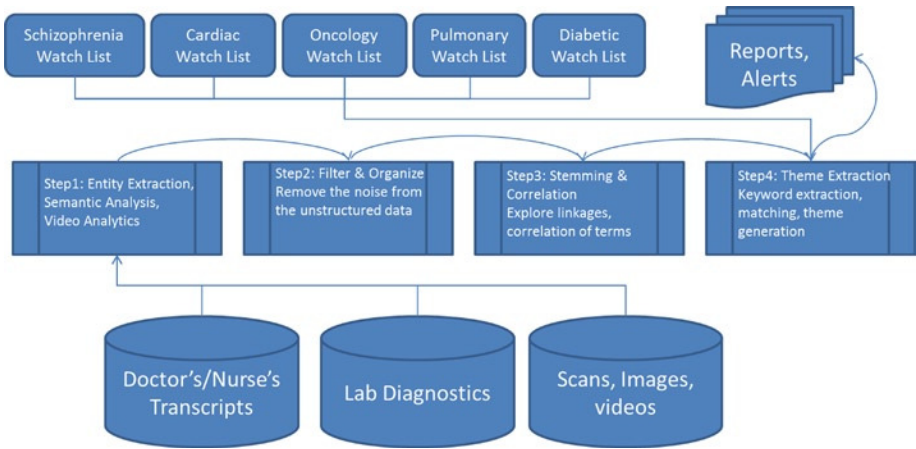 Schizophrenia
Watch List
Cardiac
Watch List
Oncology
Watch List
Pulmonary
Watch List
Diabetic
Watch List
Reports,
Alerts
Step1: Entity Extraction,
Semantic Analysis,
Video Analytics
Step2: Filter & Organize
Remove the noise from
the unstructured data
Step3: Stemming &
Correlation
Explore linkages,
correlation of terms
Step4: Theme Extraction
Keyword extraction,
matching, theme
generation
Doctor's/Nurse's
Transcripts
Lab Diagnostics
Scans, Images,
videos